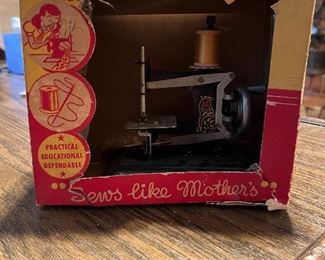 PRACTICAL
EDUCATIONAL
DEPENDABLE
"Sews like Mother's"